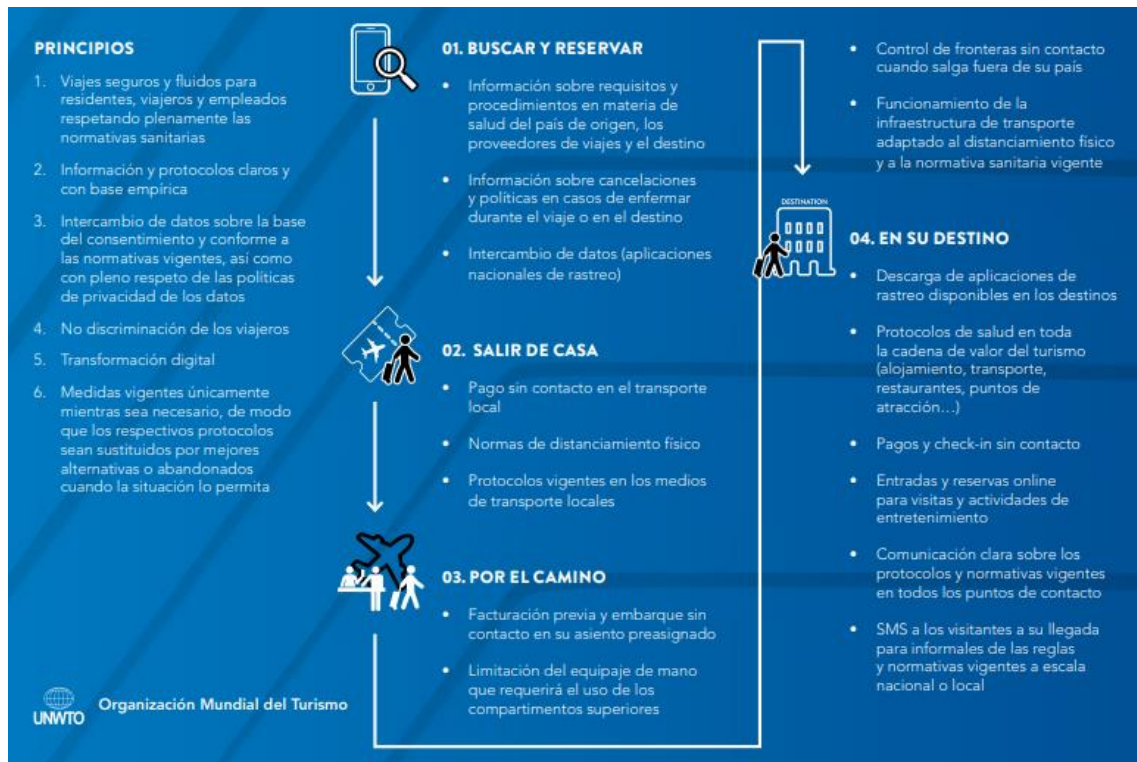 PRINCIPIOS
1. Viajes seguros y fluidos para
residentes, viajeros y empleados
respetando plenamente las
normativas sanitarias
2. Información y protocolos claros y
con base empírica
3. Intercambio de datos sobre la base
del consentimiento y conforme a
las normativas vigentes, así como
con pleno respeto de las políticas
de privacidad de los datos
4. No discriminación de los viajeros
5. Transformación digital
6. Medidas vigentes únicamente
mientras sea necesario, de modo
que los respectivos protocolos
sean sustituidos por mejores
alternativas o abandonados
cuando la situación lo permita
UNWTO
Organización Mundial del Turismo
01. BUSCAR Y RESERVAR
• Información sobre requisitos y
procedimientos en materia de
salud del país de origen, los
proveedores de viajes y el destino
• Información sobre cancelaciones
y políticas en casos de enfermar
durante el viaje o en el destino
• Intercambio de datos (aplicaciones
nacionales de rastreo)
02. SALIR DE CASA
• Pago sin contacto en el transporte
local
• Normas de distanciamiento físico
• Protocolos vigentes en los medios
de transporte locales
03. POR EL CAMINO
• Facturación previa y embarque sin
contacto en su asiento preasignado
• Limitación del equipaje de mano
que requerirá el uso de los
compartimentos superiores
• Control de fronteras sin contacto
cuando salga fuera de su país
• Funcionamiento de la
infraestructura de transporte
adaptado al distanciamiento físico
y a la normativa sanitaria vigente
DESTINATION
04. EN SU DESTINO
• Descarga de aplicaciones de
rastreo disponibles en los destinos
• Protocolos de salud en toda
la cadena de valor del turismo
(alojamiento, transporte,
restaurantes, puntos de
atracción...)
• Pagos y check-in sin contacto
• Entradas y reservas online
para visitas y actividades de
entretenimiento
• Comunicación clara sobre los
protocolos y normativas vigentes
en todos los puntos de contacto
• SMS a los visitantes a su llegada
para informales de las reglas
y normativas vigentes a escala
nacional o local